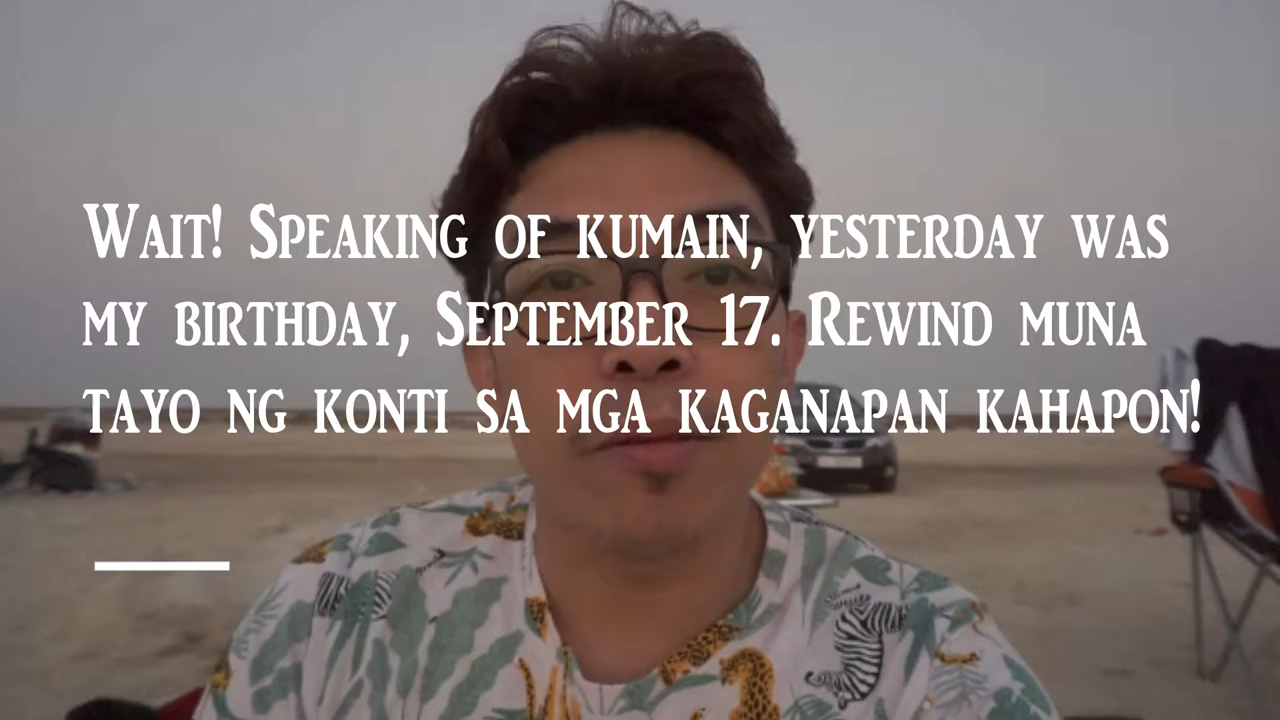 Wait! Speaking of kumain, yesterday was
my birthday, September 17. Rewind muna
tayo ng konti sa mga kaganapan kahapon!